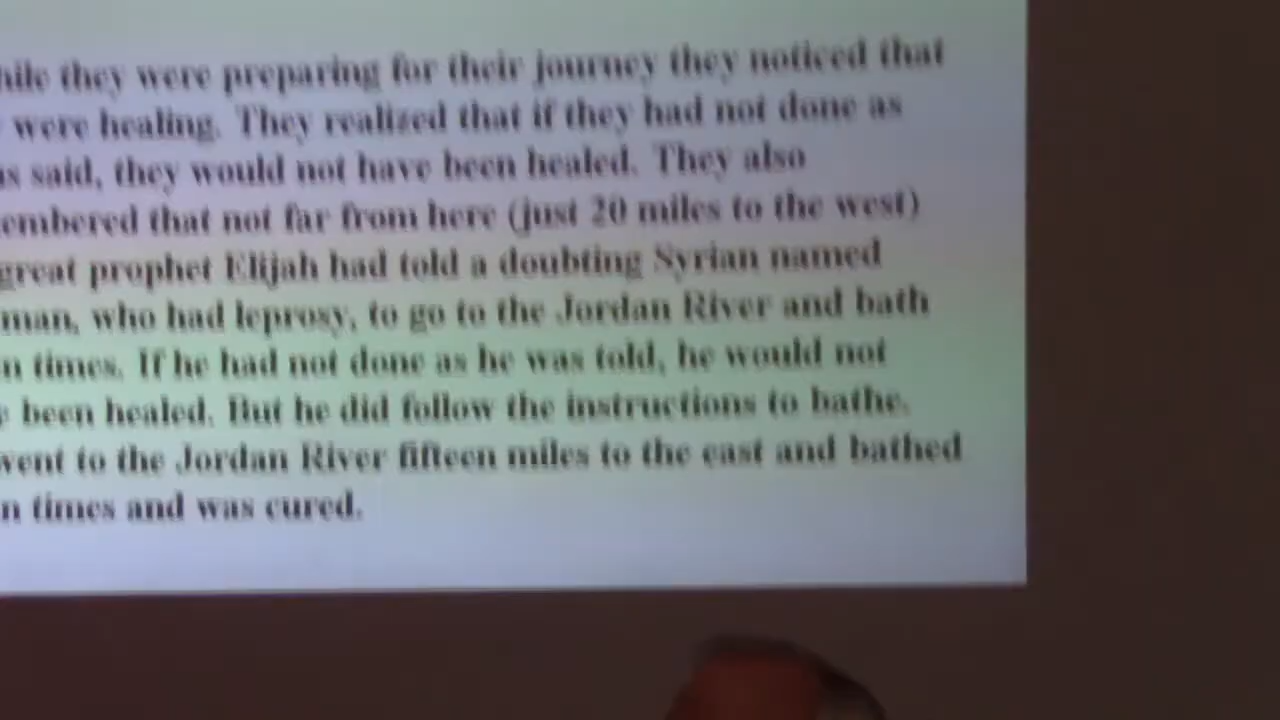 hile they were preparing for their journey they noticed that
were healing. They realized that if they had not done as
s said, they would not have been healed. They also
embered that not far from here (just 20 miles to the west)
great prophet Elijah had told a doubting Syrian named
man, who had leprosy, to go to the Jordan River and bath
n times. If he had not done as he was told, he would not
been healed. But he did follow the instructions to bathe.
went to the Jordan River fifteen miles to the east and bathed
n times and was cured.